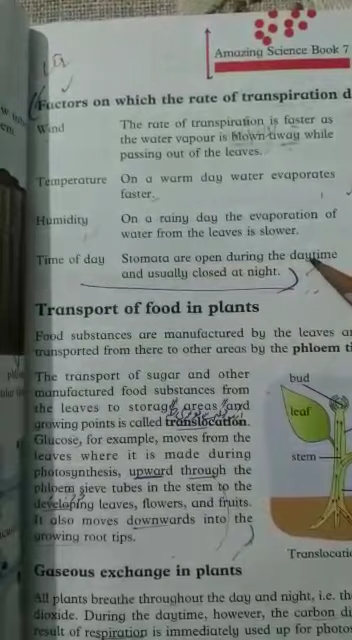 Amazing Science Book 7
Factors on which the rate of transpiration d
Wind The rate of transpiration is faster as
the water vapour is blown away while
passing out of the leaves.
Temperature On a warm day water evaporates
faster.
Humidity On a rainy day the evaporation of
water from the leaves is slower.
Time of day Stomata are open during the daytime
and usually closed at night.
Transport of food in plants
Food substances are manufactured by the leaves a
transported from there to other areas by the phloem ti
The transport of sugar and other
manufactured food substances from
the leaves to storage areas and
growing points is called translocation.
Glucose, for example, moves from the
leaves where it is made during
photosynthesis, upward through the
phloem sieve tubes in the stem to the
developing leaves, flowers, and fruits.
It also moves downwards into the
growing root tips.
bud
leaf
stem
Translocati
Gaseous exchange in plants
All plants breathe throughout the day and night, i.e. th
dioxide. During the daytime, however, the carbon di
result of respiration is immediately used up for photo